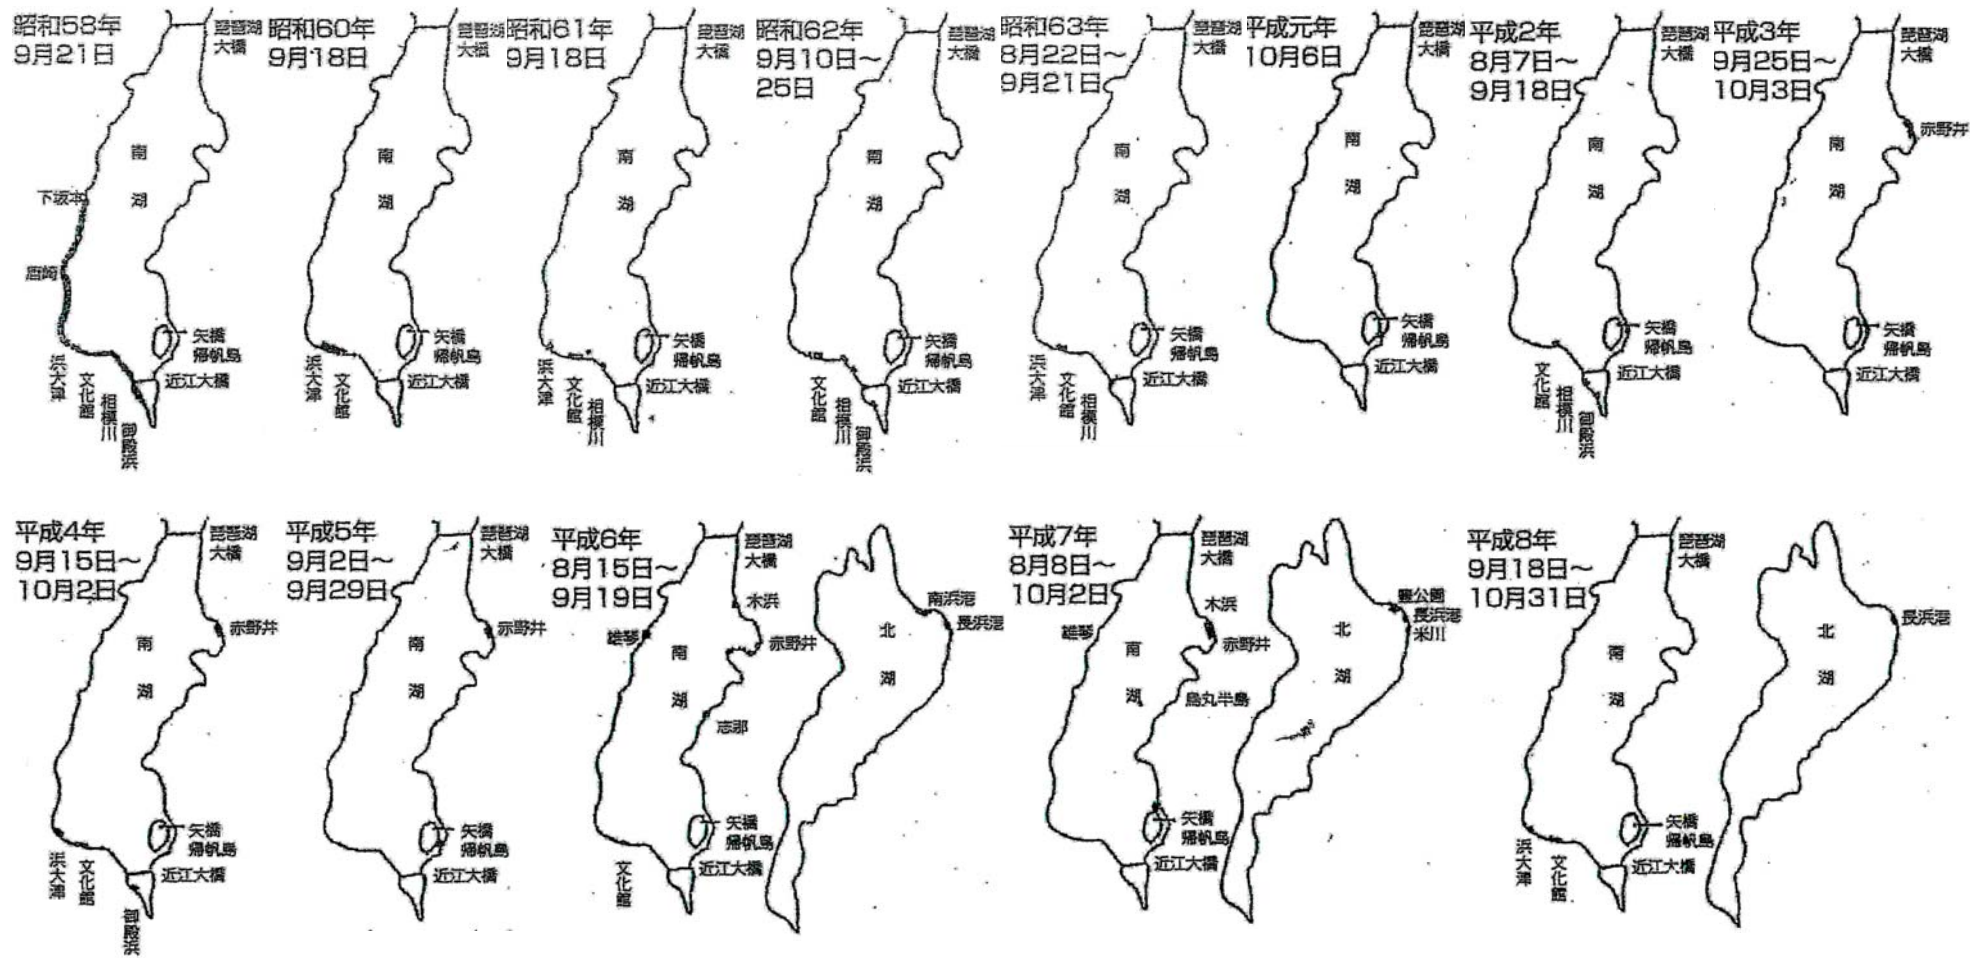 昭和58年
9月21日
琵琶湖
大橋
南
湖
下坂本
唐崎
矢橋
帰帆島
近江大橋
浜大津
文化館
相模川
御殿浜
昭和60年
9月18日
琵琶湖
大橋
南
湖
矢橋
帰帆島
近江大橋
浜大津
文化館
昭和61年
9月18日
琵琶湖
大橋
南
湖
矢橋
帰帆島
近江大橋
浜大津
文化館
相模川
昭和62年
9月10日～
25日
琵琶湖
大橋
南
湖
矢橋
帰帆島
近江大橋
文化館
相模川
御殿浜
昭和63年
8月22日～
9月21日
琵琶湖
大橋
南
湖
矢橋
帰帆島
近江大橋
浜大津
文化館
相模川
平成元年
10月6日
琵琶湖
大橋
南
湖
矢橋
帰帆島
近江大橋
平成2年
8月7日～
9月18日
琵琶湖
大橋
南
湖
矢橋
帰帆島
近江大橋
文化館
相模川
御殿浜
平成3年
9月25日～
10月3日
琵琶湖
大橋
赤野井
南
湖
矢橋
帰帆島
近江大橋
平成4年
9月15日～
10月2日
琵琶湖
大橋
赤野井
南
湖
矢橋
帰帆島
近江大橋
浜大津
文化館
御殿浜
平成5年
9月2日～
9月29日
琵琶湖
大橋
赤野井
南
湖
矢橋
帰帆島
近江大橋
平成6年
8月15日～
9月19日
琵琶湖
大橋
木浜
雄琴
赤野井
南
湖
志那
矢橋
帰帆島
近江大橋
文化館
南浜港
長浜港
北
湖
平成7年
8月8日～
10月2日
琵琶湖
大橋
木浜
雄琴
赤野井
南
湖
烏丸半島
矢橋
帰帆島
近江大橋
豊公園
長浜港
米川
北
湖
平成8年
9月18日～
10月31日
琵琶湖
大橋
南
湖
矢橋
帰帆島
近江大橋
浜大津
文化館
長浜港
北
湖